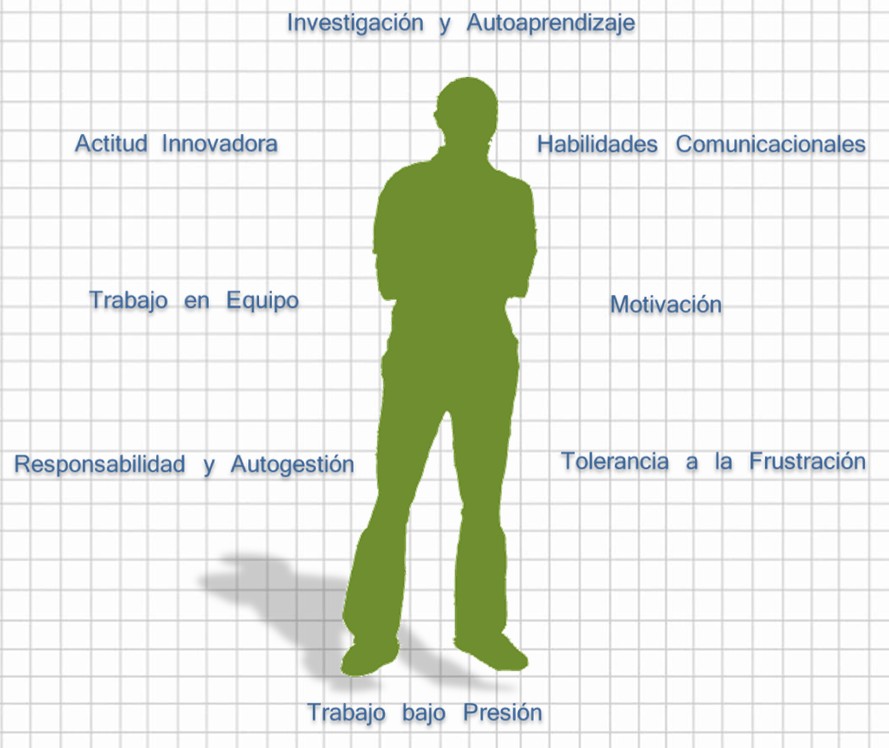 Investigación y Autoaprendizaje
Actitud Innovadora
Habilidades Comunicacionales
Trabajo en Equipo
Motivación
Responsabilidad y Autogestión
Tolerancia a la Frustración
Trabajo bajo Presión